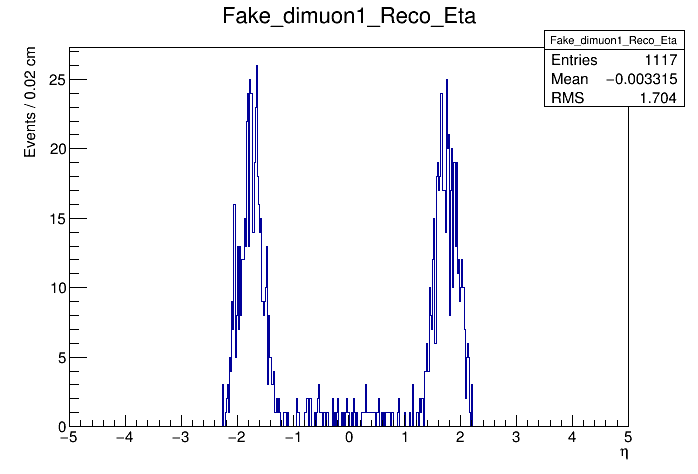 Fake_dimuon1_Reco_Eta
Fake_dimuon1_Reco_Eta
Entries 1117
Mean −0.003315
RMS 1.704
Events / 0.02 cm
25
20
15
10
5
0
−5 −4 −3 −2 −1 0 1 2 3 4 5
η